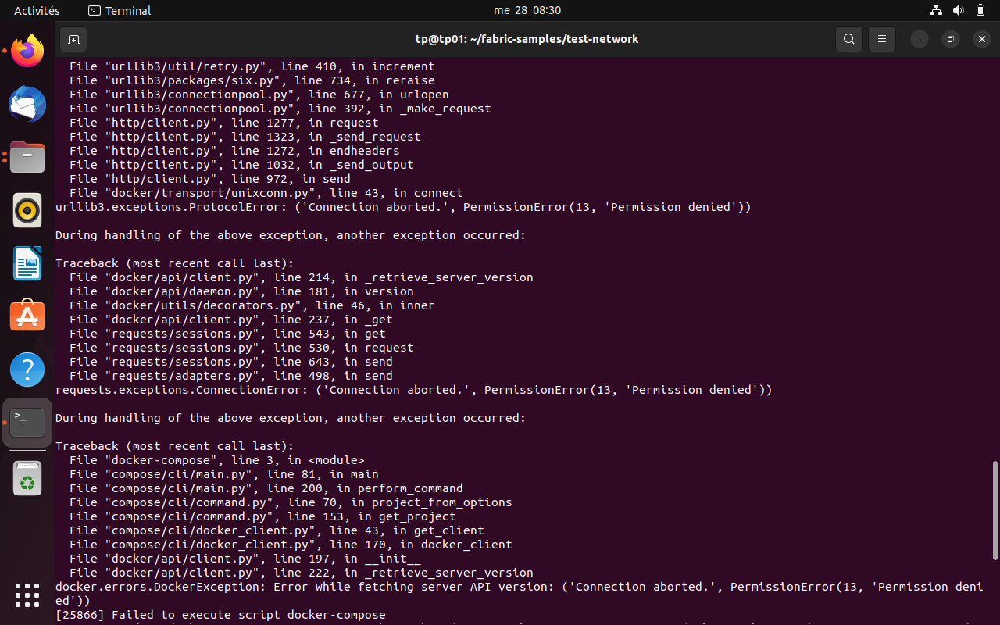 Activités
Terminal
me 28 08:30
tp@tp01: ~/fabric-samples/test-network
  File "urllib3/util/retry.py", line 410, in increment
  File "urllib3/packages/six.py", line 734, in reraise
  File "urllib3/connectionpool.py", line 677, in urlopen
  File "urllib3/connectionpool.py", line 392, in _make_request
  File "http/client.py", line 1277, in request
  File "http/client.py", line 1323, in _send_request
  File "http/client.py", line 1272, in endheaders
  File "http/client.py", line 1032, in _send_output
  File "http/client.py", line 972, in send
  File "docker/transport/unixconn.py", line 43, in connect
urllib3.exceptions.ProtocolError: ('Connection aborted.', PermissionError(13, 'Permission denied'))
During handling of the above exception, another exception occurred:
Traceback (most recent call last):
  File "docker/api/client.py", line 214, in _retrieve_server_version
  File "docker/api/daemon.py", line 181, in version
  File "docker/utils/decorators.py", line 46, in inner
  File "docker/api/client.py", line 237, in _get
  File "requests/sessions.py", line 543, in get
  File "requests/sessions.py", line 530, in request
  File "requests/sessions.py", line 643, in send
  File "requests/adapters.py", line 498, in send
requests.exceptions.ConnectionError: ('Connection aborted.', PermissionError(13, 'Permission denied'))
During handling of the above exception, another exception occurred:
Traceback (most recent call last):
  File "docker-compose", line 3, in <module>
  File "compose/cli/main.py", line 81, in main
  File "compose/cli/main.py", line 200, in perform_command
  File "compose/cli/command.py", line 70, in project_from_options
  File "compose/cli/command.py", line 153, in get_project
  File "compose/cli/docker_client.py", line 43, in get_client
  File "compose/cli/docker_client.py", line 170, in docker_client
  File "docker/api/client.py", line 197, in __init__
  File "docker/api/client.py", line 222, in _retrieve_server_version
docker.errors.DockerException: Error while fetching server API version: ('Connection aborted.', PermissionError(13, 'Permission deni
ed'))
[25866] Failed to execute script docker-compose